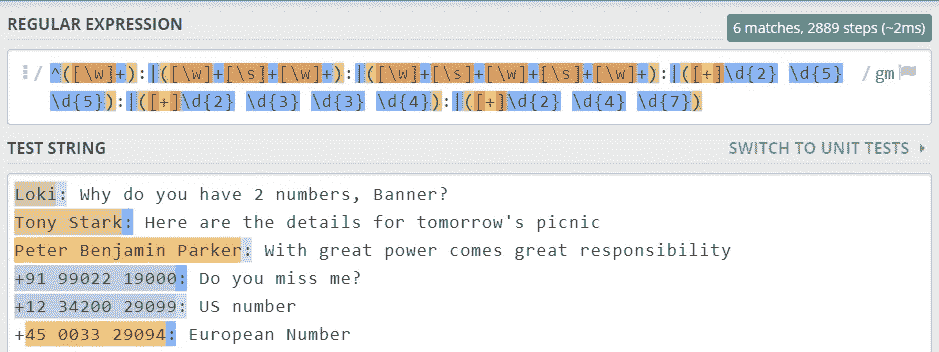 REGULAR EXPRESSION
6 matches, 2889 steps (~2ms)
/ ^([\w]+):|([\w]+[\s]+[\w]+):|([\w]+[\s]+[\w]+[\s]+[\w]+):|([+]\d{2} \d{5} / gm
\d{5}):|([+]\d{2} \d{3} \d{3} \d{4}):|([+]\d{2} \d{4} \d{7})
TEST STRING
SWITCH TO UNIT TESTS
Loki: Why do you have 2 numbers, Banner?
Tony Stark: Here are the details for tomorrow's picnic
Peter Benjamin Parker: With great power comes great responsibility
+91 99022 19000: Do you miss me?
+12 34200 29099: US number
+45 0033 29094: European Number